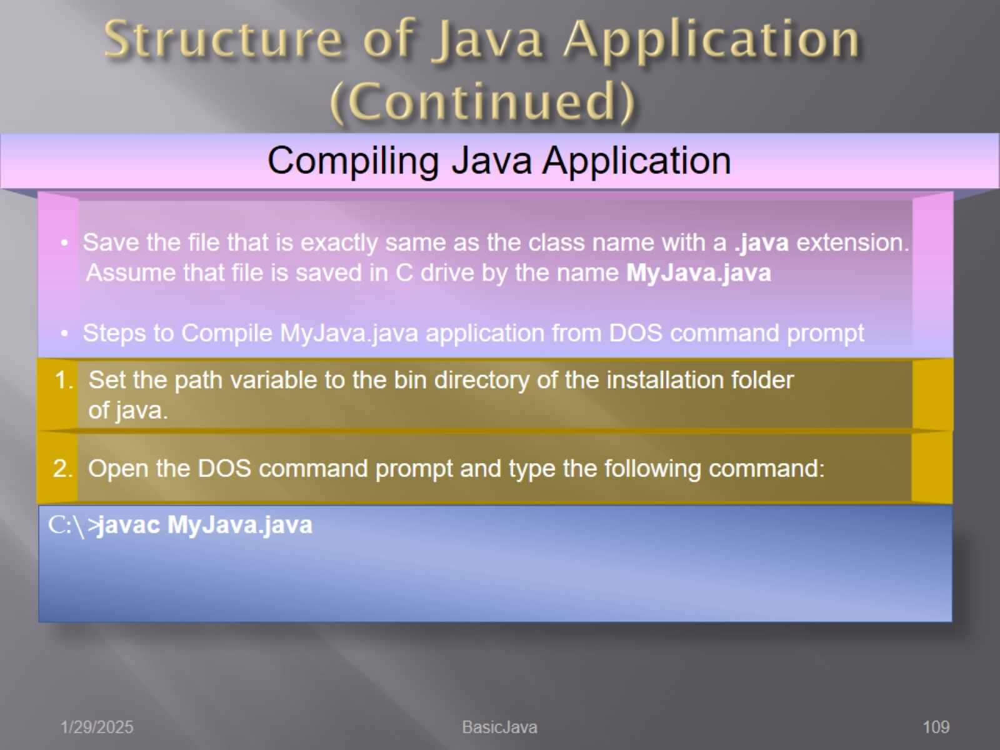 Structure of Java Application
(Continued)
Compiling Java Application
• Save the file that is exactly same as the class name with a .java extension.
Assume that file is saved in C drive by the name MyJava.java
• Steps to Compile MyJava.java application from DOS command prompt
1. Set the path variable to the bin directory of the installation folder
of java.
2. Open the DOS command prompt and type the following command:
C:\>javac MyJava.java
1/29/2025 BasicJava 109